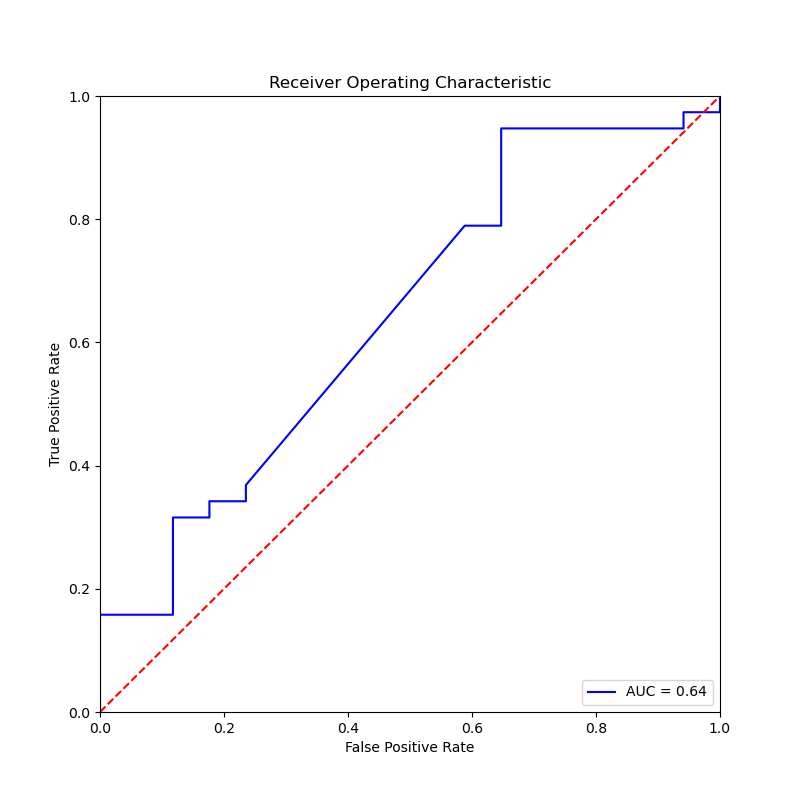 Receiver Operating Characteristic
True Positive Rate
1.0
0.8
0.6
0.4
0.2
0.0
AUC = 0.64
0.0 0.2 0.4 0.6 0.8 1.0
False Positive Rate